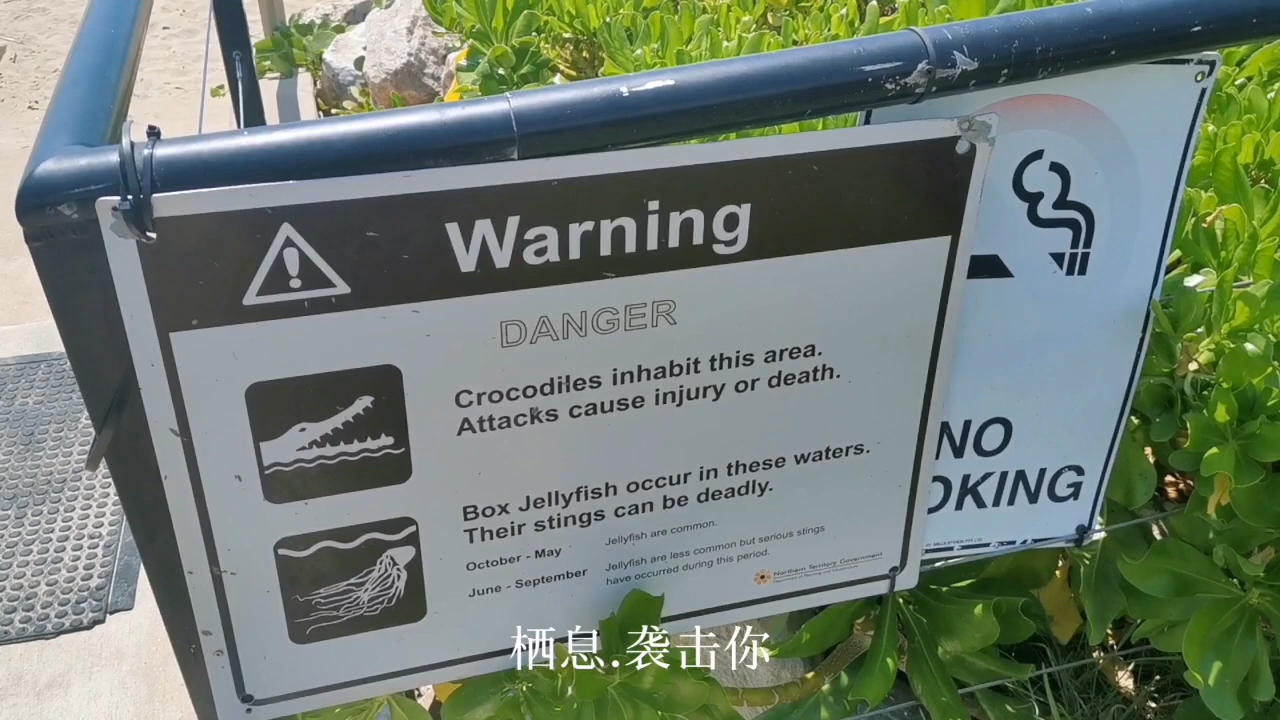 Warning
DANGER
Crocodiles inhabit this area.
Attacks cause injury or death.
Box Jellyfish occur in these waters.
Their stings can be deadly.
October - May
Jellyfish are common.
June - September
Jellyfish are less common but serious stings
have occurred during this period.
Northern Territory Government
NO
OKING
栖息.袭击你